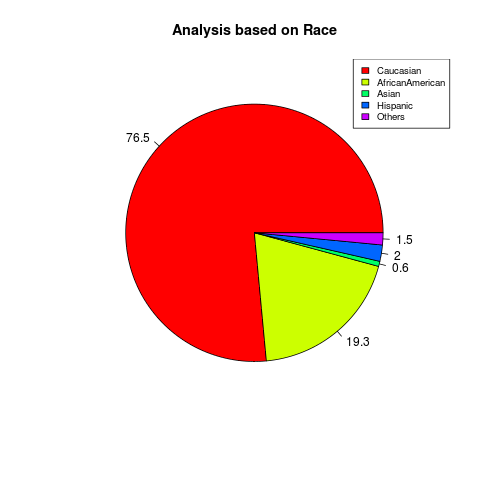 Analysis based on Race
Caucasian
AfricanAmerican
Asian
Hispanic
Others
76.5
1.5
2
0.6
19.3